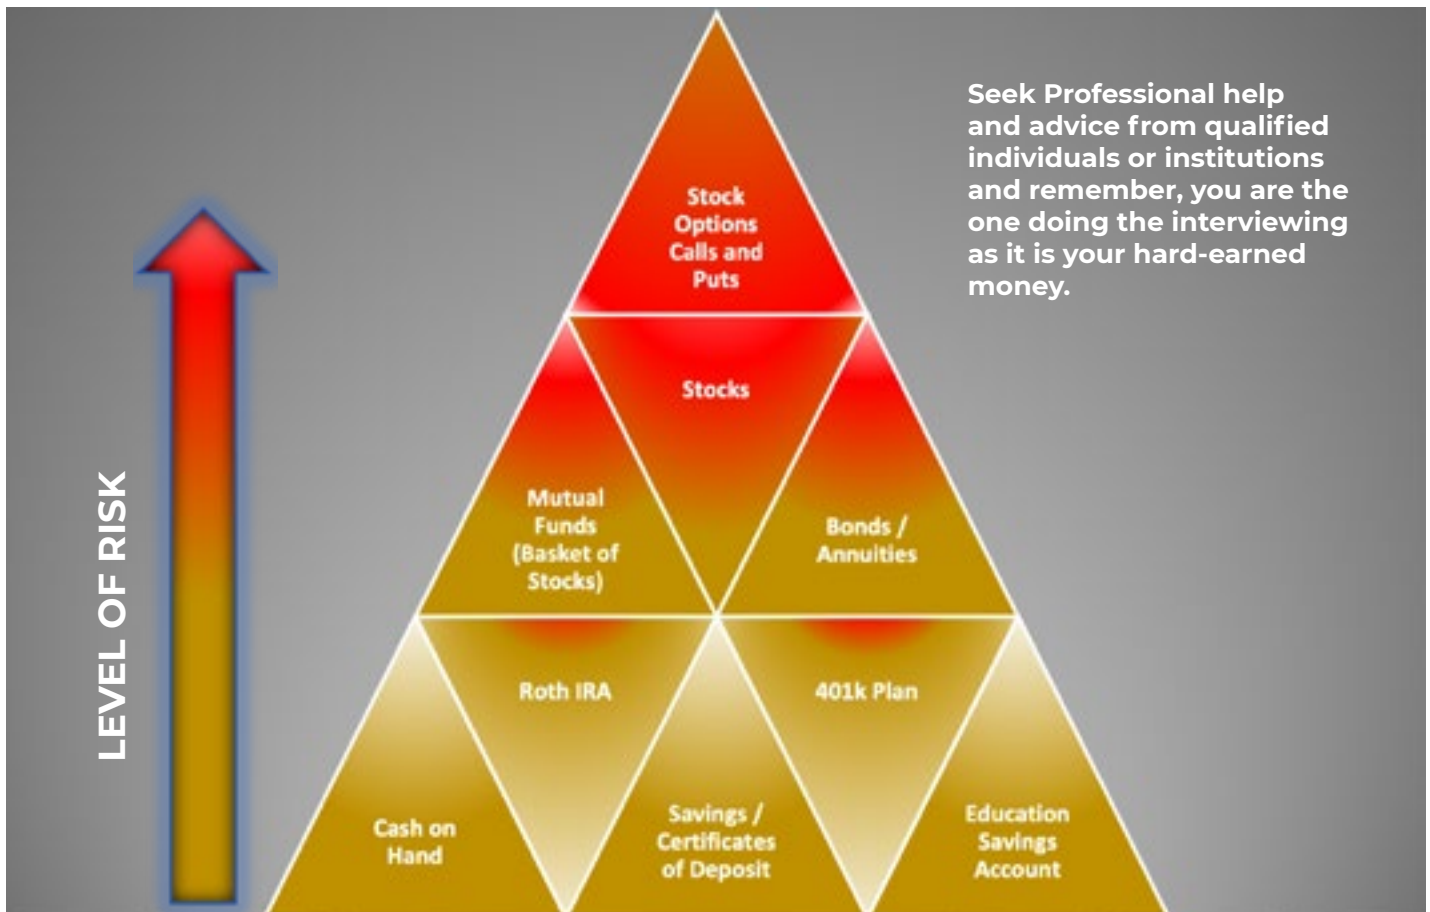 Seek Professional help
and advice from qualified
individuals or institutions
and remember, you are the
one doing the interviewing
as it is your hard-earned
money.
LEVEL OF RISK
Stock
Options
Calls and
Puts
Stocks
Mutual
Funds
(Basket of
Stocks)
Bonds /
Annuities
Roth IRA
401k Plan
Cash on
Hand
Savings /
Certificates
of Deposit
Education
Savings
Account